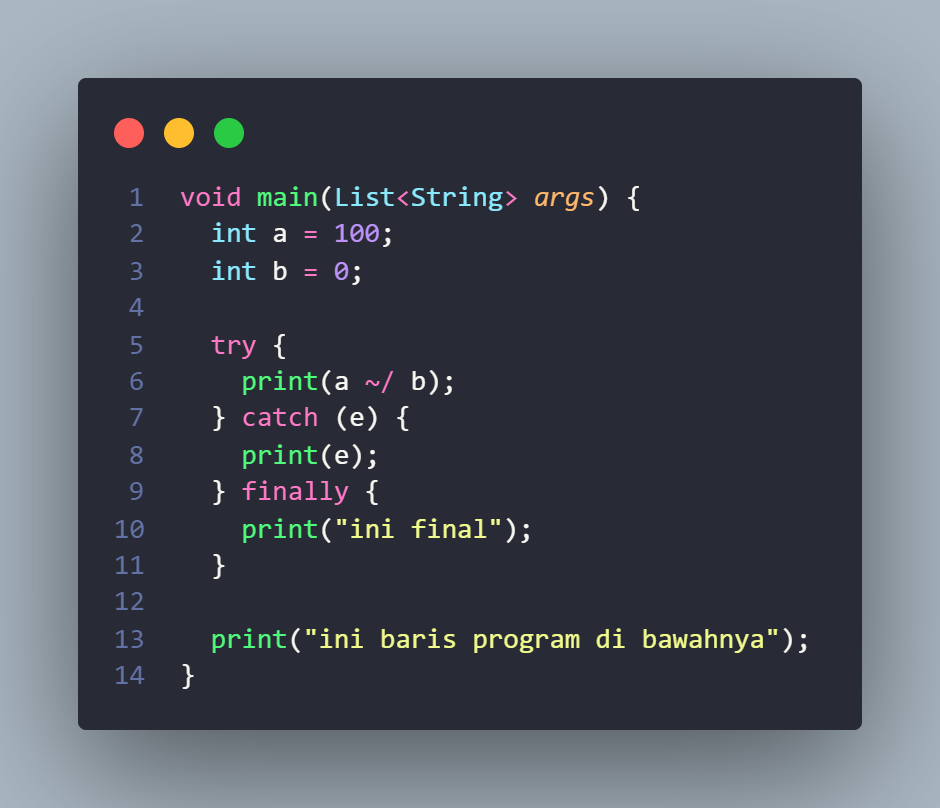 1 void main(List<String> args) {
2   int a = 100;
3   int b = 0;
4
5   try {
6     print(a ~/ b);
7   } catch (e) {
8     print(e);
9   } finally {
10     print("ini final");
11   }
12
13   print("ini baris program di bawahnya");
14 }